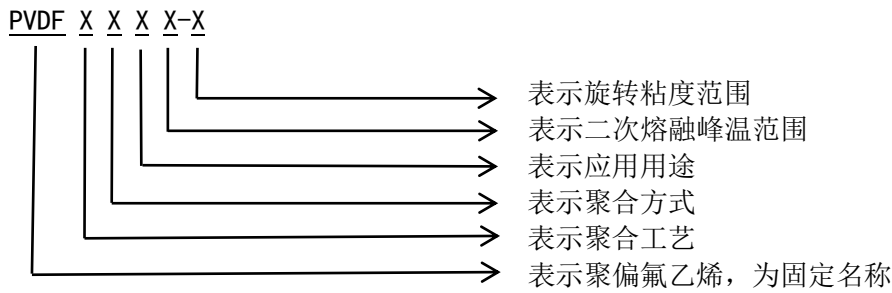 PVDF X X X X-X
表示旋转粘度范围
表示二次熔融峰温范围
表示应用用途
表示聚合方式
表示聚合工艺
表示聚偏氟乙烯，为固定名称